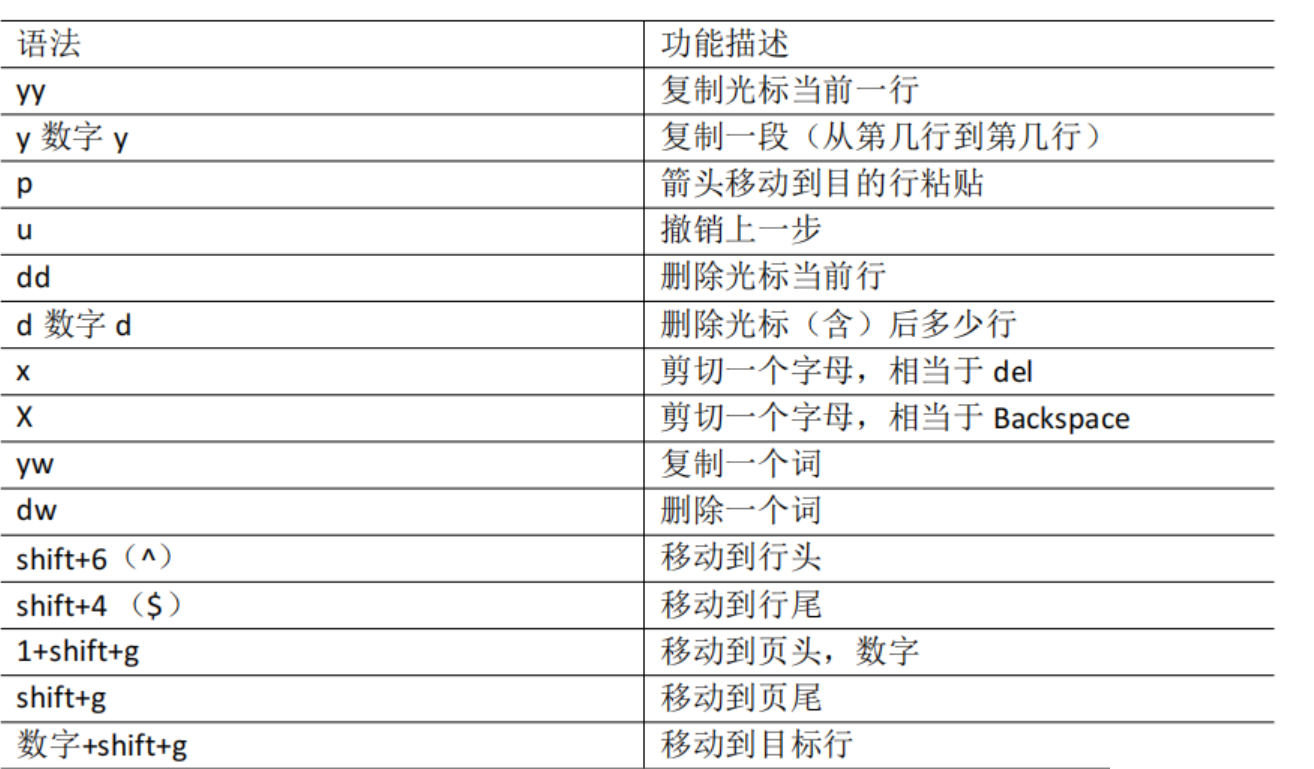 语法 功能描述
yy 复制光标当前一行
y 数字 y 复制一段（从第几行到第几行）
p 箭头移动到目的行粘贴
u 撤销上一步
dd 删除光标当前行
d 数字 d 删除光标（含）后多少行
x 剪切一个字母，相当于 del
X 剪切一个字母，相当于 Backspace
yw 复制一个词
dw 删除一个词
shift+6（^） 移动到行头
shift+4 （$） 移动到行尾
1+shift+g 移动到页头，数字
shift+g 移动到页尾
数字+shift+g 移动到目标行